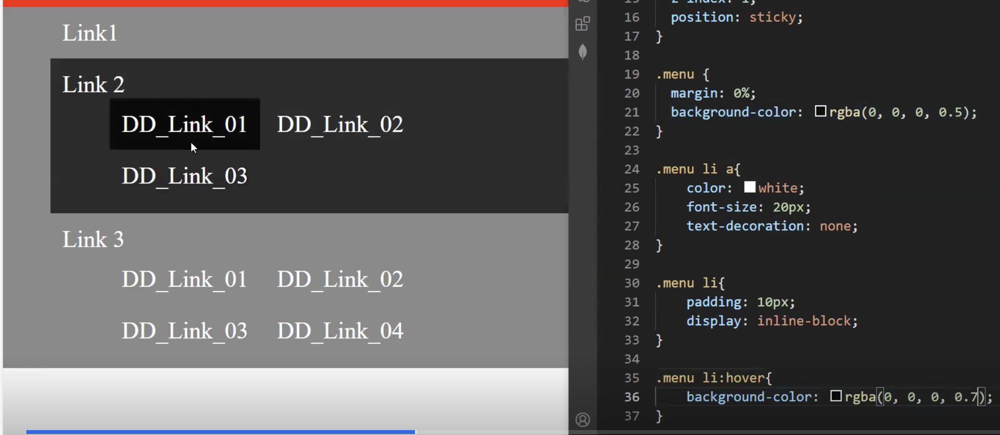 Link1
Link 2
DD_Link_01 DD_Link_02
DD_Link_03
Link 3
DD_Link_01 DD_Link_02
DD_Link_03 DD_Link_04
16 position: sticky;
17 }
18
19 .menu {
20 margin: 0%;
21 background-color: rgba(0, 0, 0, 0.5);
22 }
23
24 .menu li a{
25 color: white;
26 font-size: 20px;
27 text-decoration: none;
28 }
29
30 .menu li{
31 padding: 10px;
32 display: inline-block;
33 }
34
35 .menu li:hover{
36 background-color: rgba(0, 0, 0, 0.7);
37 }